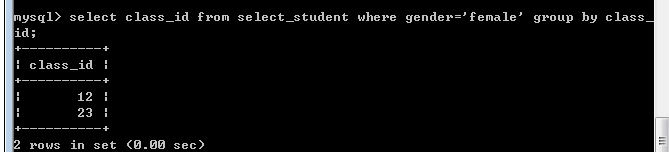 mysql> select class_id from select_student where gender='female' group by class_
id;
+----------+
| class_id |
+----------+
|       12 |
|       23 |
+----------+
2 rows in set (0.00 sec)